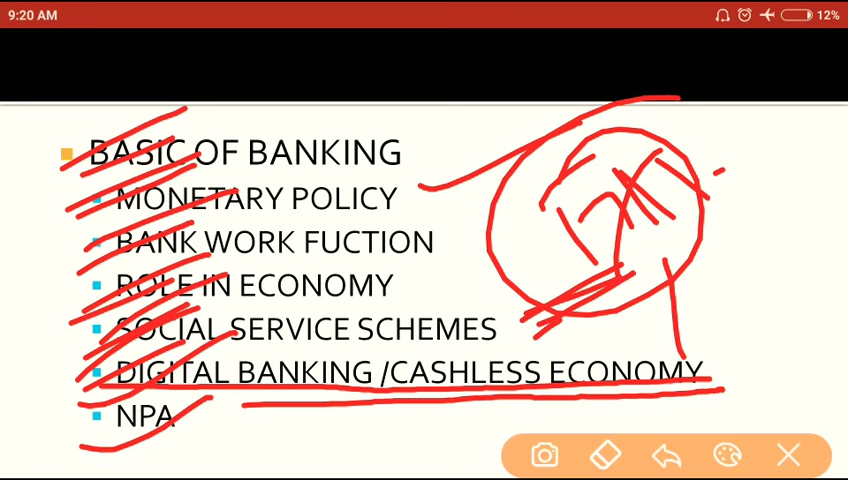 9:20 AM 12%
BASIC OF BANKING
MONETARY POLICY
BANK WORK FUCTION
ROLE IN ECONOMY
SOCIAL SERVICE SCHEMES
DIGITAL BANKING /CASHLESS ECONOMY
NPA